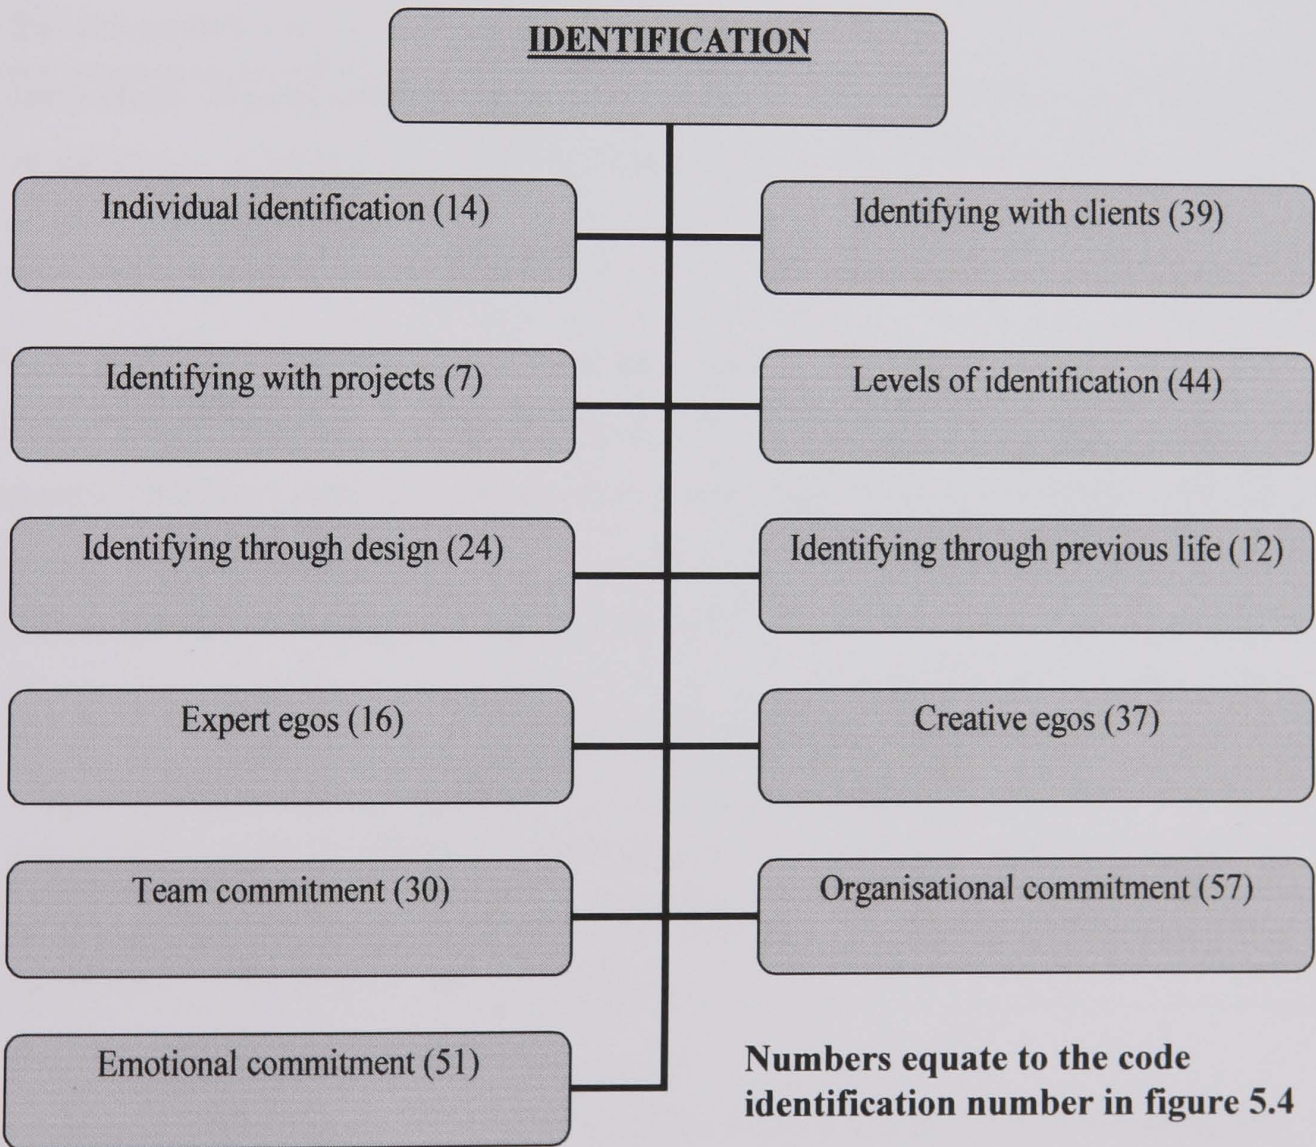 IDENTIFICATION
Individual identification (14)
Identifying with clients (39)
Identifying with projects (7)
Levels of identification (44)
Identifying through design (24)
Identifying through previous life (12)
Expert egos (16)
Creative egos (37)
Team commitment (30)
Organisational commitment (57)
Emotional commitment (51)
Numbers equate to the code
identification number in figure 5.4